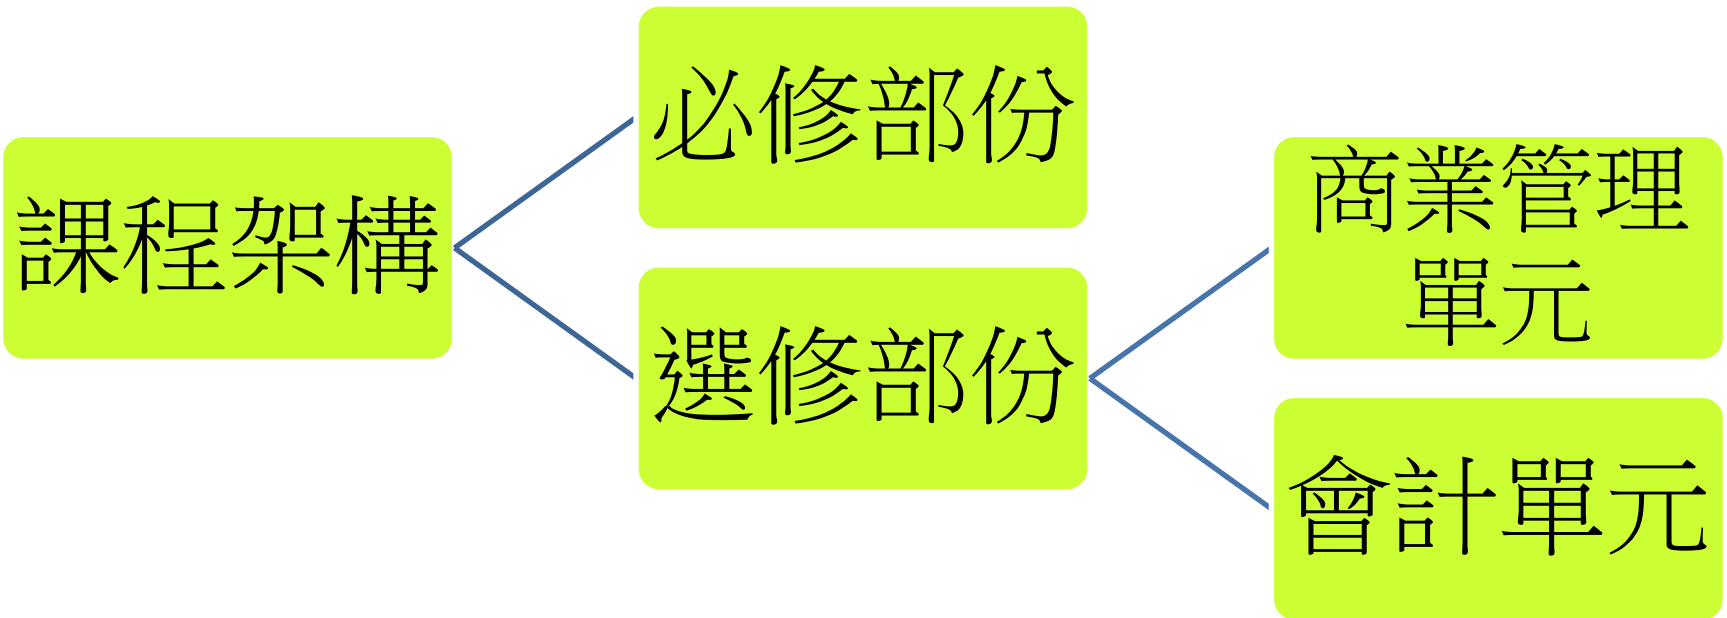 課程架構
必修部份
選修部份
商業管理
單元
會計單元